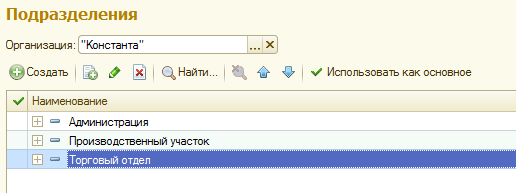 Подразделения
Организация: "Константа" ...
Создать Найти... Использовать как основное
Наименование
Администрация
Производственный участок
Торговый отдел